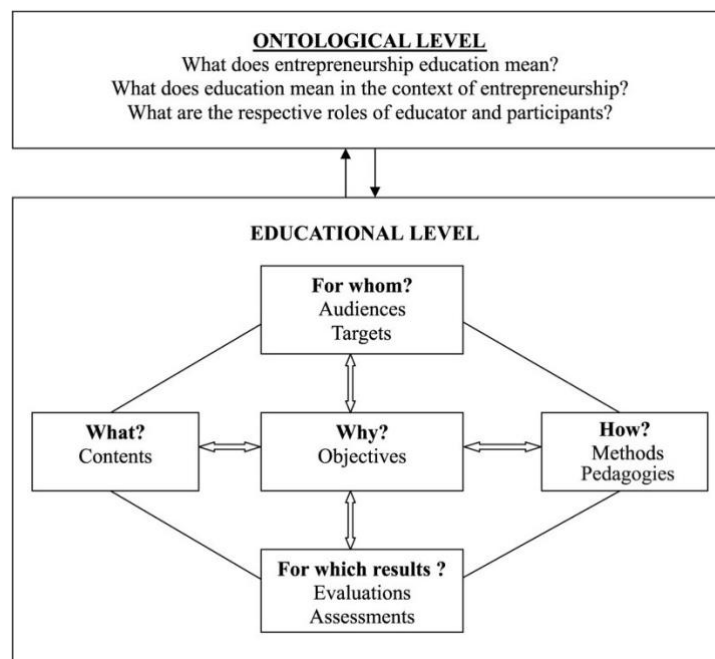 ONTOLOGICAL LEVEL
What does entrepreneurship education mean?
What does education mean in the context of entrepreneurship?
What are the respective roles of educator and participants?
EDUCATIONAL LEVEL
For whom?
Audiences
Targets
What?
Contents
Why?
Objectives
How?
Methods
Pedagogies
For which results ?
Evaluations
Assessments